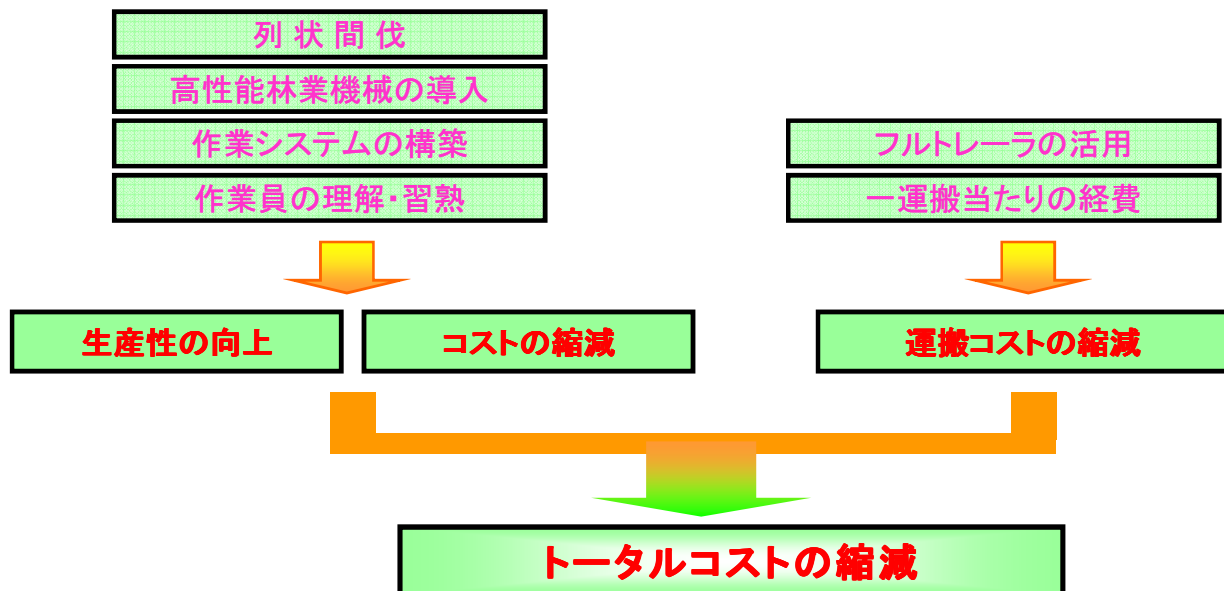 列状間伐
高性能林業機械の導入
作業システムの構築
作業員の理解・習熟
フルトレーラの活用
一運搬当たりの経費
生産性の向上
コストの縮減
運搬コストの縮減
トータルコストの縮減